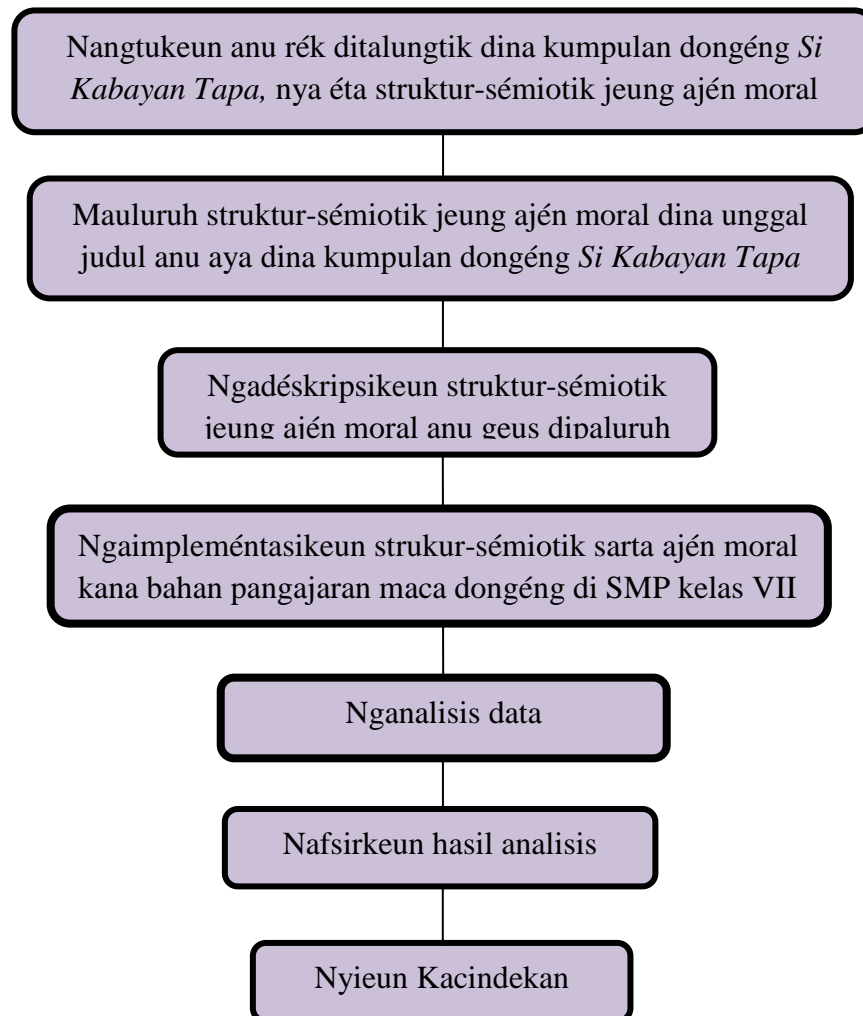 Nangtukeun anu rék ditalungtik dina kumpulan dongéng Si
Kabayan Tapa, nya éta struktur-sémiotik jeung ajén moral
Mauluruh struktur-sémiotik jeung ajén moral dina unggal
judul anu aya dina kumpulan dongéng Si Kabayan Tapa
Ngadéskripsikeun struktur-sémiotik
jeung ajén moral anu geus dipaluruh
Ngaimpleméntasikeun strukur-sémiotik sarta ajén moral
kana bahan pangajaran maca dongéng di SMP kelas VII
Nganalisis data
Nafsirkeun hasil analisis
Nyieun Kacindekan